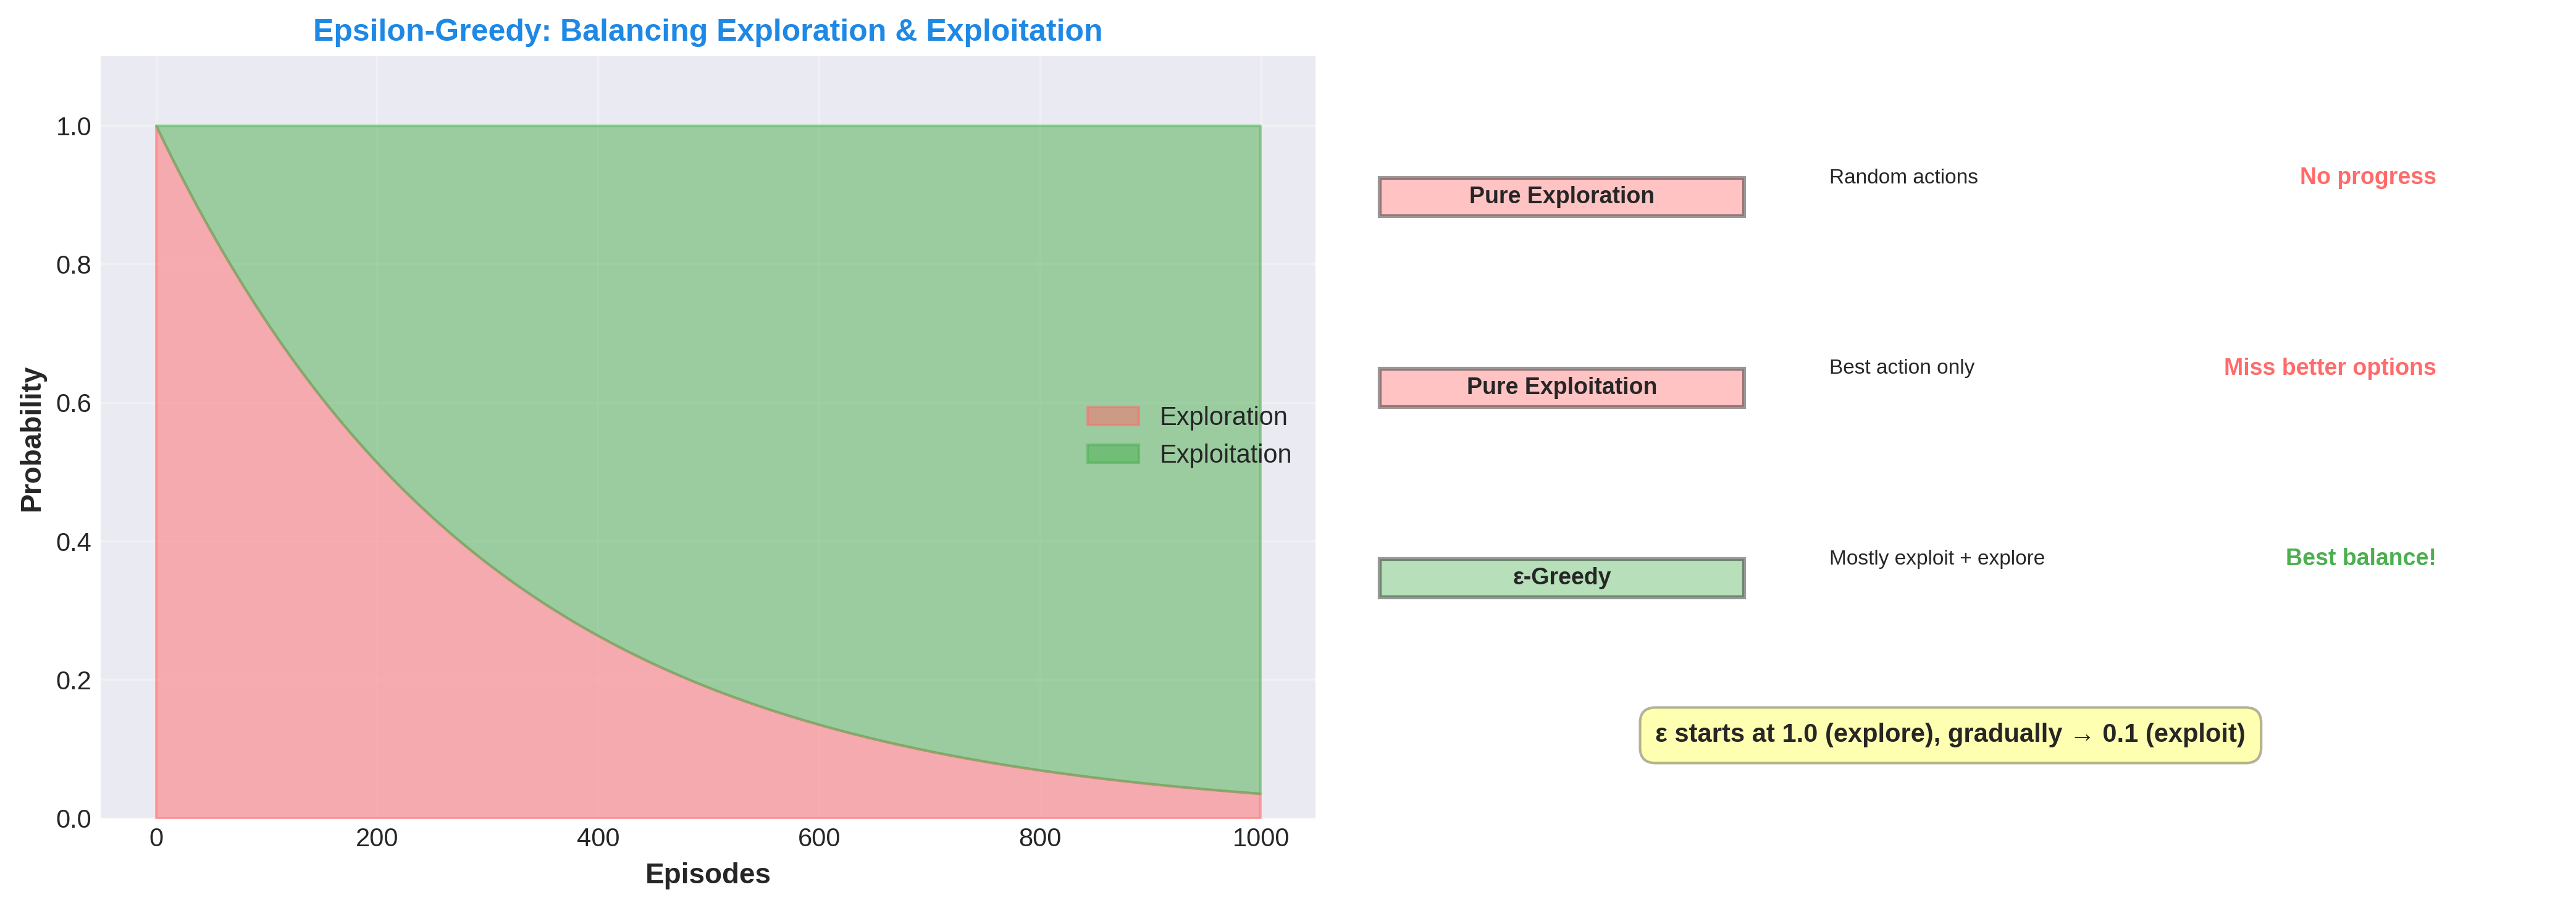 Epsilon-Greedy: Balancing Exploration & Exploitation
Probability
1.0
0.8
0.6
0.4
0.2
0.0
0 200 400 600 800 1000
Episodes
Exploration
Exploitation
Pure Exploration Random actions No progress
Pure Exploitation Best action only Miss better options
ε-Greedy Mostly exploit + explore Best balance!
ε starts at 1.0 (explore), gradually → 0.1 (exploit)